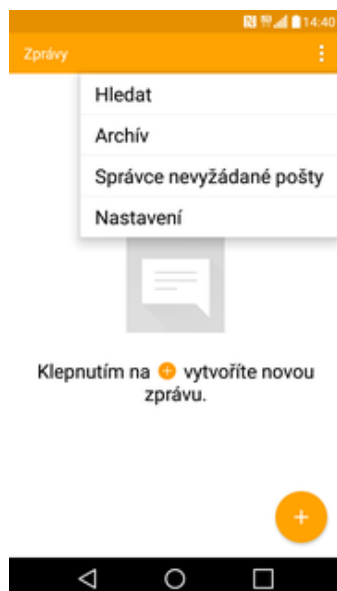 14:40
Zprávy
Hledat
Archív
Správce nevyžádané pošty
Nastavení
Klepnutím na + vytvoříte novou
zprávu.
+